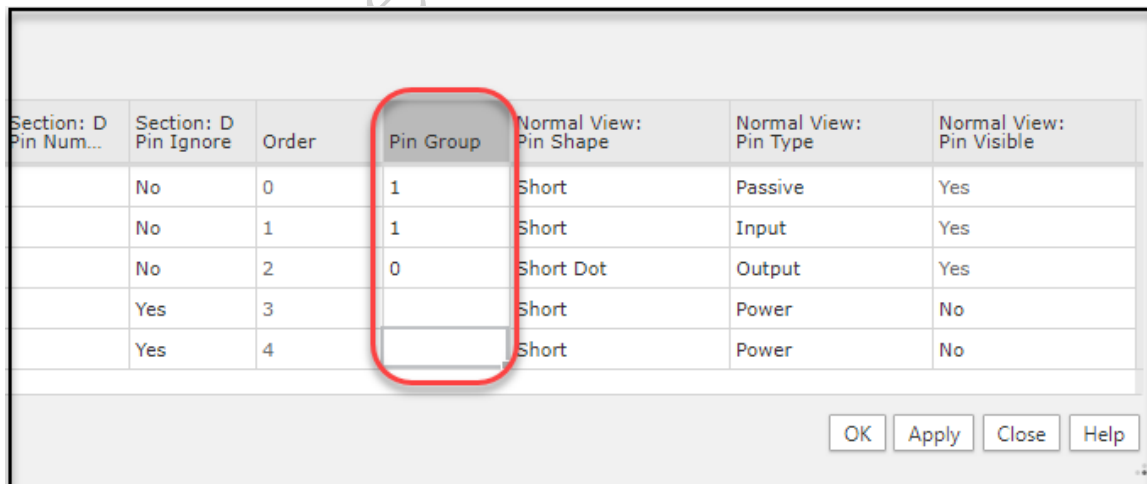 Section: D Section: D Normal View: Normal View: Normal View:
Pin Num... Pin Ignore Order Pin Group Pin Shape Pin Type Pin Visible
No 0 1 Short Passive Yes
No 1 1 Short Input Yes
No 2 0 Short Dot Output Yes
Yes 3 Short Power No
Yes 4 Short Power No
OK Apply Close Help